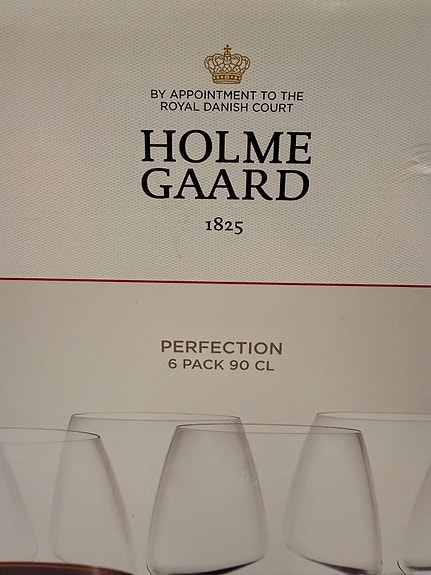 BY APPOINTMENT TO THE
ROYAL DANISH COURT
HOLME
GAARD
1825
PERFECTION
6 PACK 90 CL